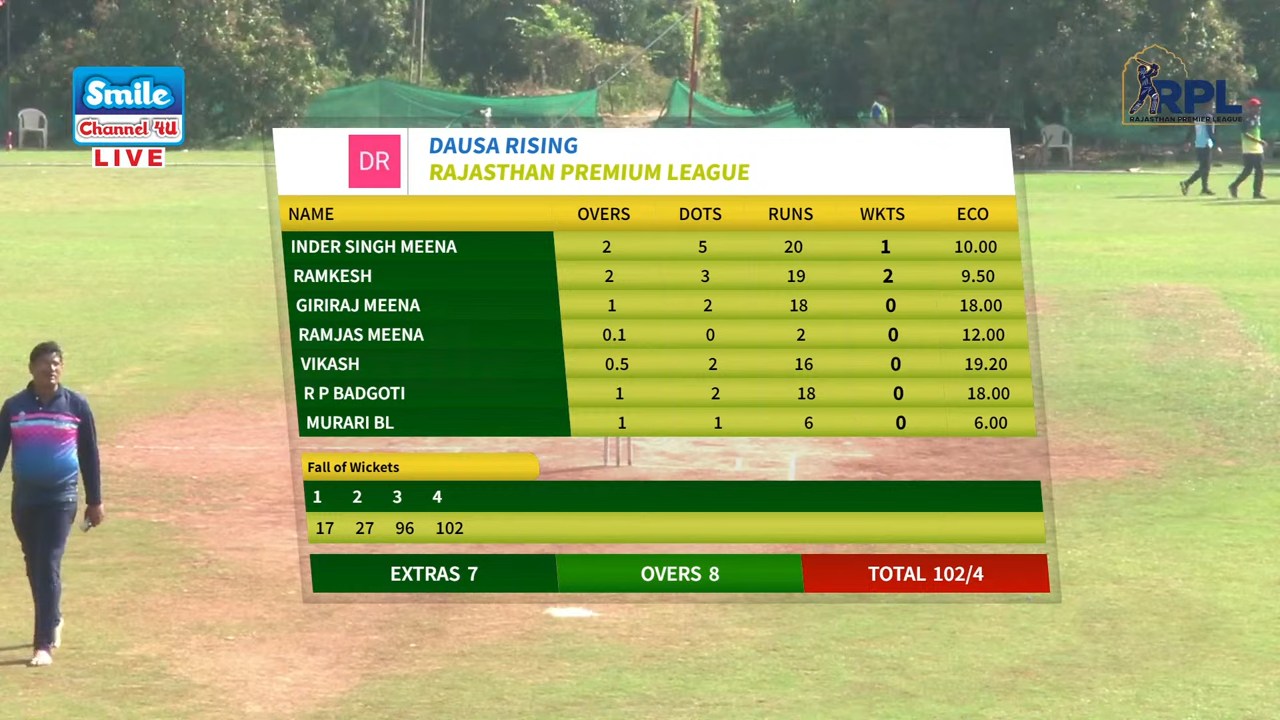 Smile
Channel 4U
LIVE
RPL
RAJASTHAN PREMIER LEAGUE
DR
DAUSA RISING
RAJASTHAN PREMIUM LEAGUE
NAME OVERS DOTS RUNS WKTS ECO
INDER SINGH MEENA 2 5 20 1 10.00
RAMKESH 2 3 19 2 9.50
GIRIRAJ MEENA 1 2 18 0 18.00
RAMJAS MEENA 0.1 0 2 0 12.00
VIKASH 0.5 2 16 0 19.20
R P BADGOTI 1 2 18 0 18.00
MURARI BL 1 1 6 0 6.00
Fall of Wickets
1 2 3 4
17 27 96 102
EXTRAS 7 OVERS 8 TOTAL 102/4